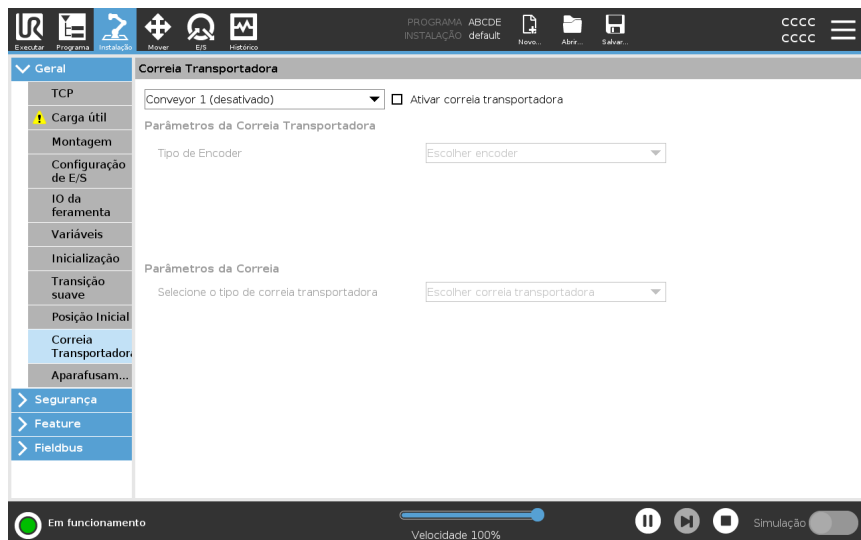 UR
PROGRAMA ABCDE
INSTALAÇÃO default
CCCC
CCCC
Executar
Programa
Instalação
Mover
E/S
Histórico
Novo...
Abrir...
Salvar...
Geral
TCP
Carga útil
Montagem
Configuração
de E/S
IO da
feramenta
Variáveis
Inicialização
Transição
suave
Posição Inicial
Correia
Transportadora
Aparafusam...
Segurança
Feature
Fieldbus
Correia Transportadora
Conveyor 1 (desativado)
Ativar correia transportadora
Parâmetros da Correia Transportadora
Tipo de Encoder
Escolher encoder
Parâmetros da Correia
Selecione o tipo de correia transportadora
Escolher correia transportadora
Em funcionamento
Velocidade 100%
Simulação